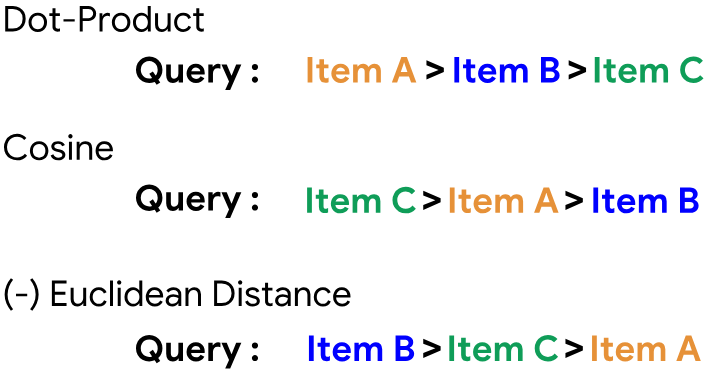 Dot-Product
Query : Item A > Item B > Item C
Cosine
Query : Item C > Item A > Item B
(-) Euclidean Distance
Query : Item B > Item C > Item A